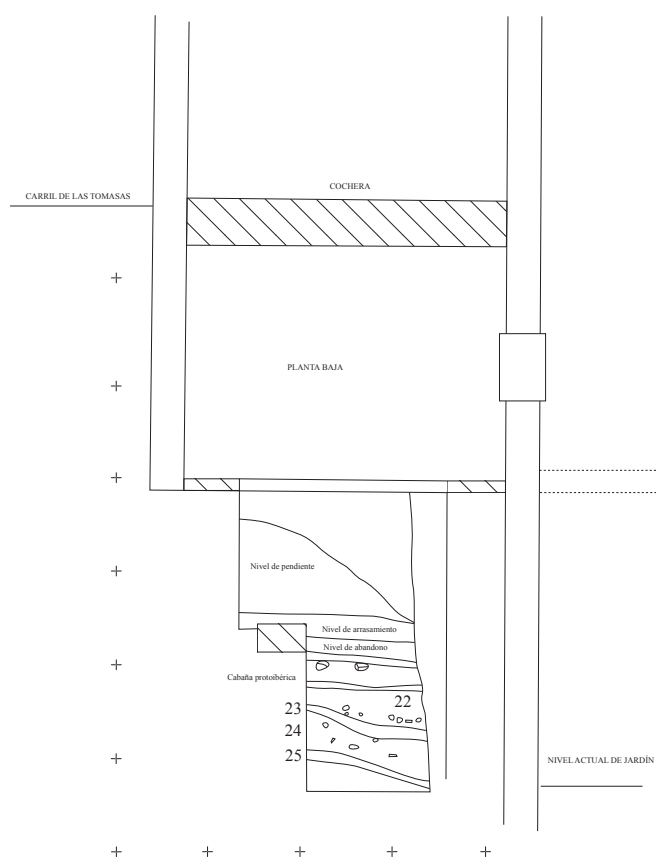 COCHERA
CARRIL DE LAS TOMASAS
PLANTA BAJA
Nivel de pendiente
Nivel de arrasamiento
Nivel de abandono
Cabaña protoibérica
22
23
24
25
NIVEL ACTUAL DE JARDÍN